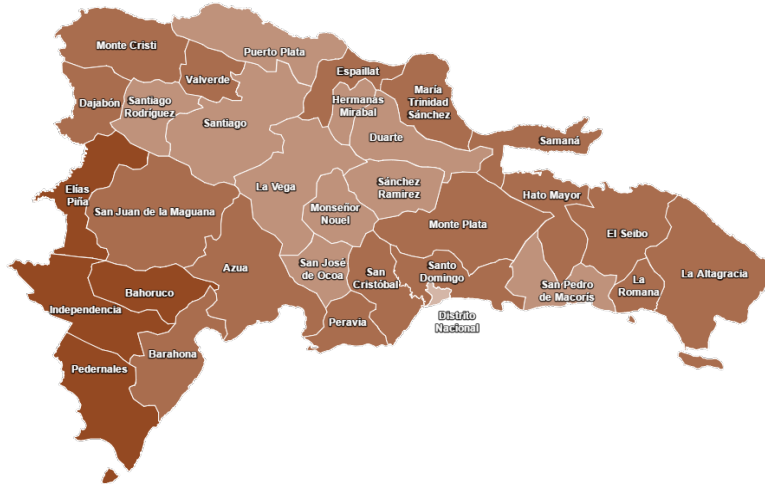 Monte Cristi
Puerto Plata
Valverde
Espaillat
Dajabón
Santiago
Rodríguez
Santiago
Hermanas
Mirabal
María
Trinidad
Sánchez
Duarte
Samaná
Elías
Piña
San Juan de la Maguana
La Vega
Sánchez
Ramírez
Hato Mayor
Monseñor
Nouel
Monte Plata
El Seibo
Azua
San José
de Ocoa
San
Cristóbal
Santo
Domingo
La Altagracia
Bahoruco
San Pedro
de Macoris
La
Romana
Independencia
Peravia
Distrito
Nacional
Barahona
Pedernales